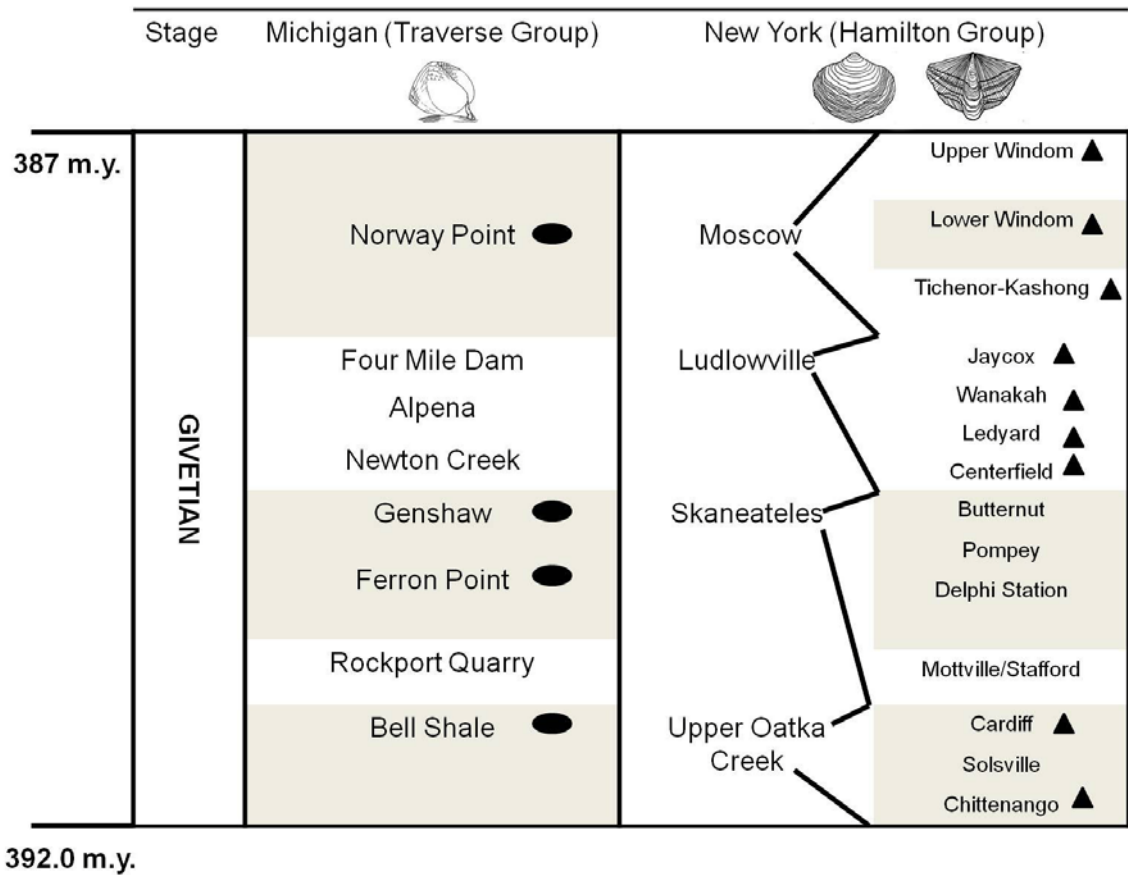 Stage
Michigan (Traverse Group)
New York (Hamilton Group)
387 m.y.
392.0 m.y.
GIVETIAN
Norway Point
Four Mile Dam
Alpena
Newton Creek
Genshaw
Ferron Point
Rockport Quarry
Bell Shale
Moscow
Ludlowville
Skaneateles
Upper Oatka
Creek
Upper Windom
Lower Windom
Tichenor-Kashong
Jaycox
Wanakah
Ledyard
Centerfield
Butternut
Pompey
Delphi Station
Mottville/Stafford
Cardiff
Solsville
Chittenango